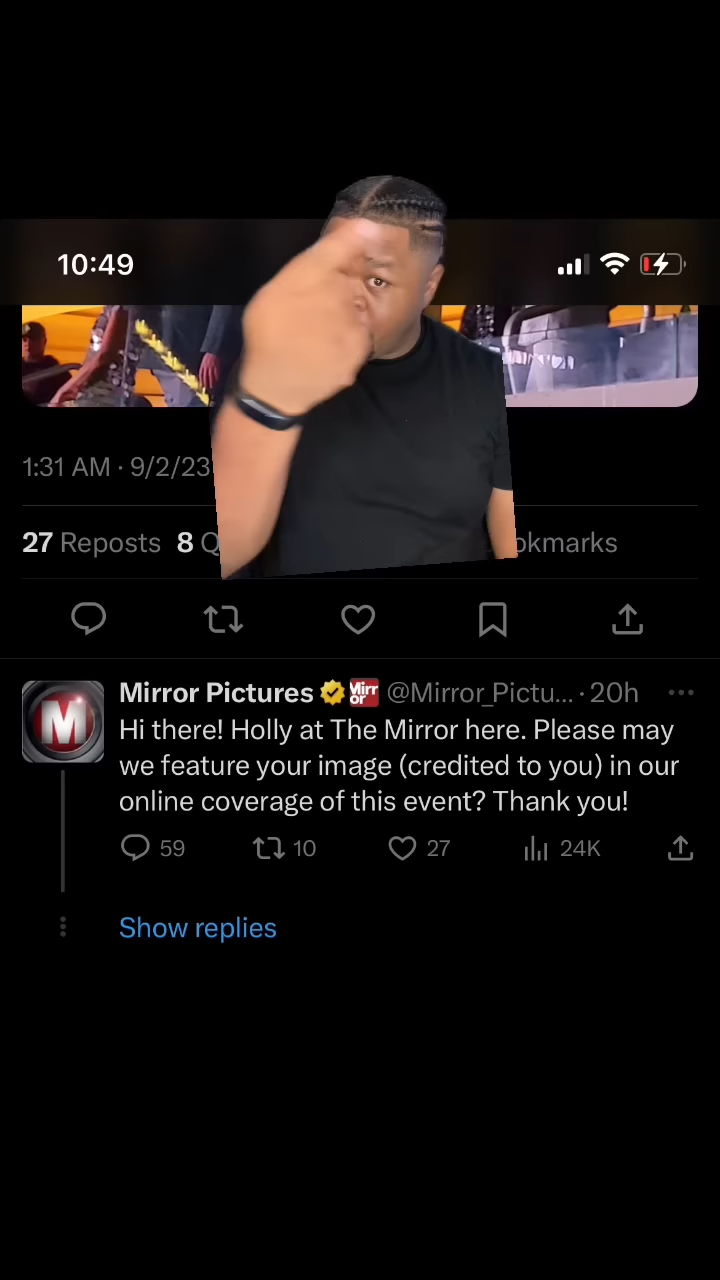 10:49
1:31 AM · 9/2/23
27 Reposts 8
Mirror Pictures Mirror @Mirror_Pictu... · 20h
M
Hi there! Holly at The Mirror here. Please may
we feature your image (credited to you) in our
online coverage of this event? Thank you!
59 10 27 24K
Show replies